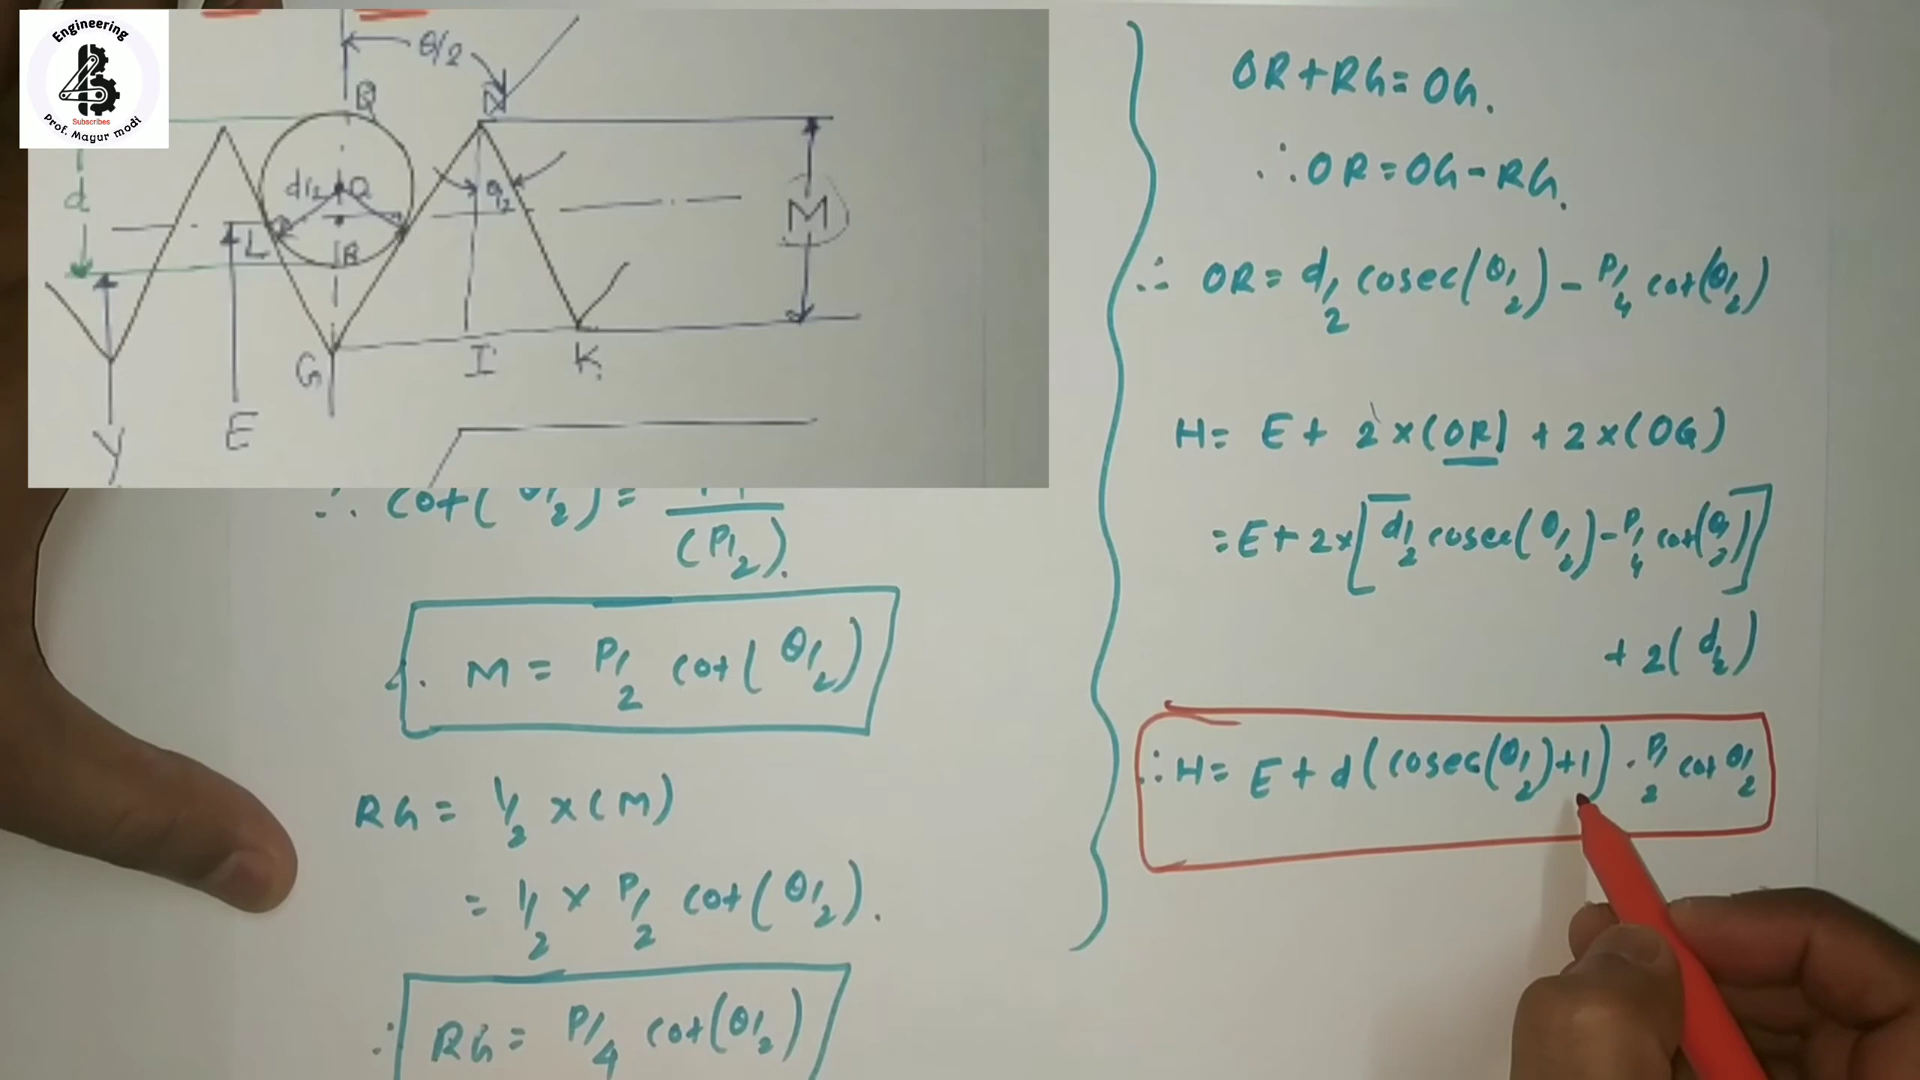 Engineering
Subscribes
Prof. Mayur modi
θ/2
Q
N
d
d/2
O
θ/2
M
L
R
G
I
K
Y
E
∴ cot(θ/2) =
(P/2).
∴ M = P/2 cot(θ/2)
RG = 1/2 × (M)
= 1/2 × P/2 cot(θ/2).
∴ RG = P/4 cot(θ/2)
OR + RG = OG.
∴ OR = OG - RG.
∴ OR = d/2 cosec(θ/2) - P/4 cot(θ/2)
H = E + 2 × (OR) + 2 × (OQ)
= E + 2 × [d/2 cosec(θ/2) - P/4 cot(θ/2)]
+ 2(d/2)
∴ H = E + d(cosec(θ/2) + 1) - P/2 cot θ/2